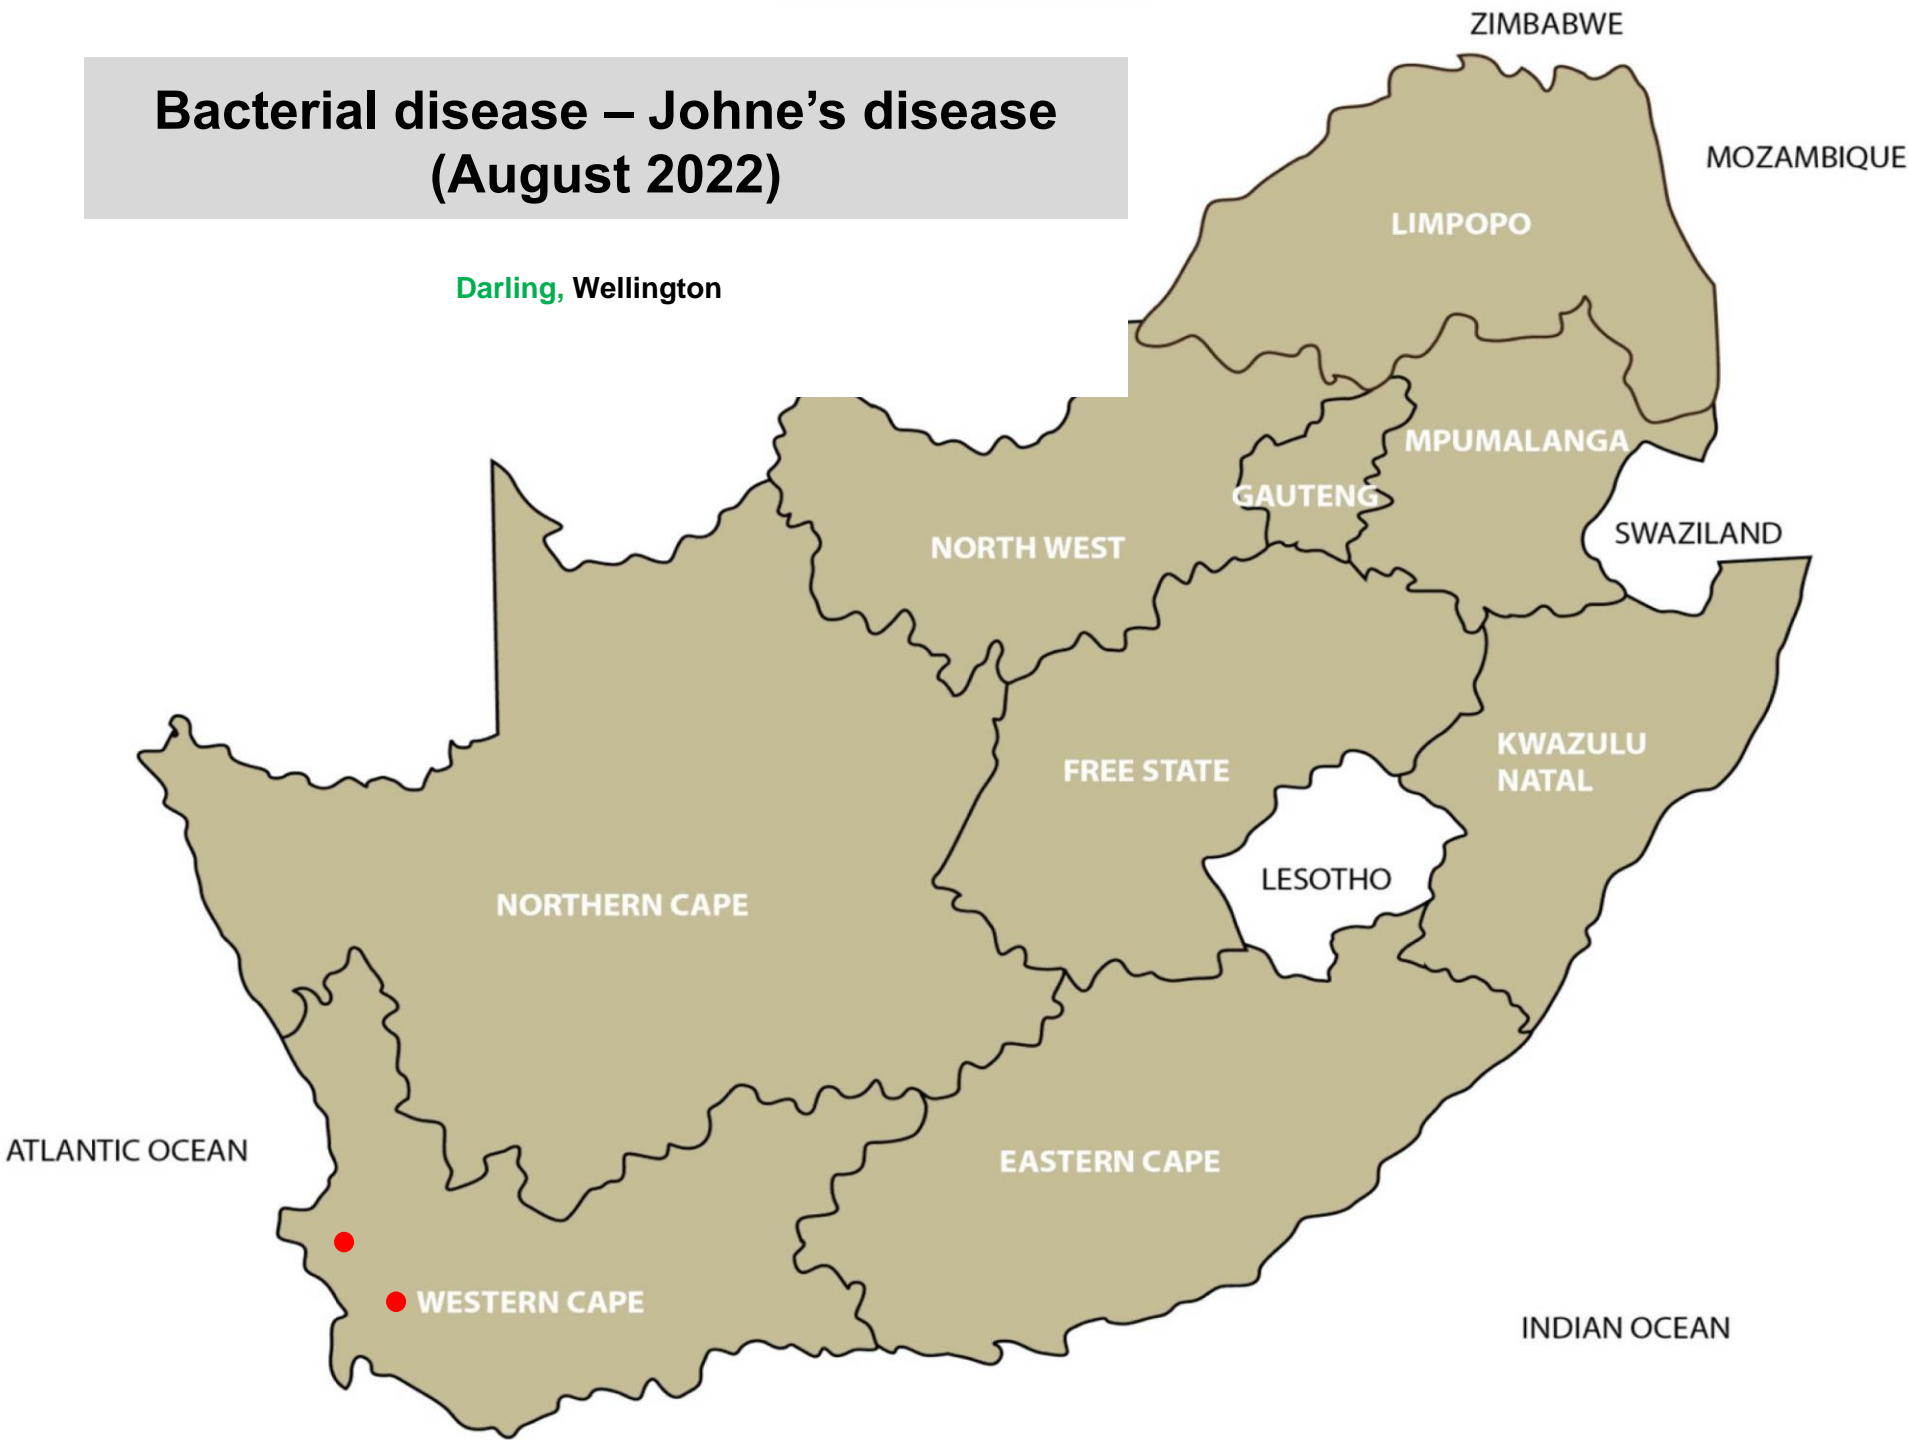 ZIMBABWE
Bacterial disease – Johne’s disease
(August 2022)
MOZAMBIQUE
LIMPOPO
Darling, Wellington
MPUMALANGA
GAUTENG
SWAZILAND
NORTH WEST
KWAZULU
NATAL
FREE STATE
LESOTHO
NORTHERN CAPE
ATLANTIC OCEAN
EASTERN CAPE
WESTERN CAPE
INDIAN OCEAN